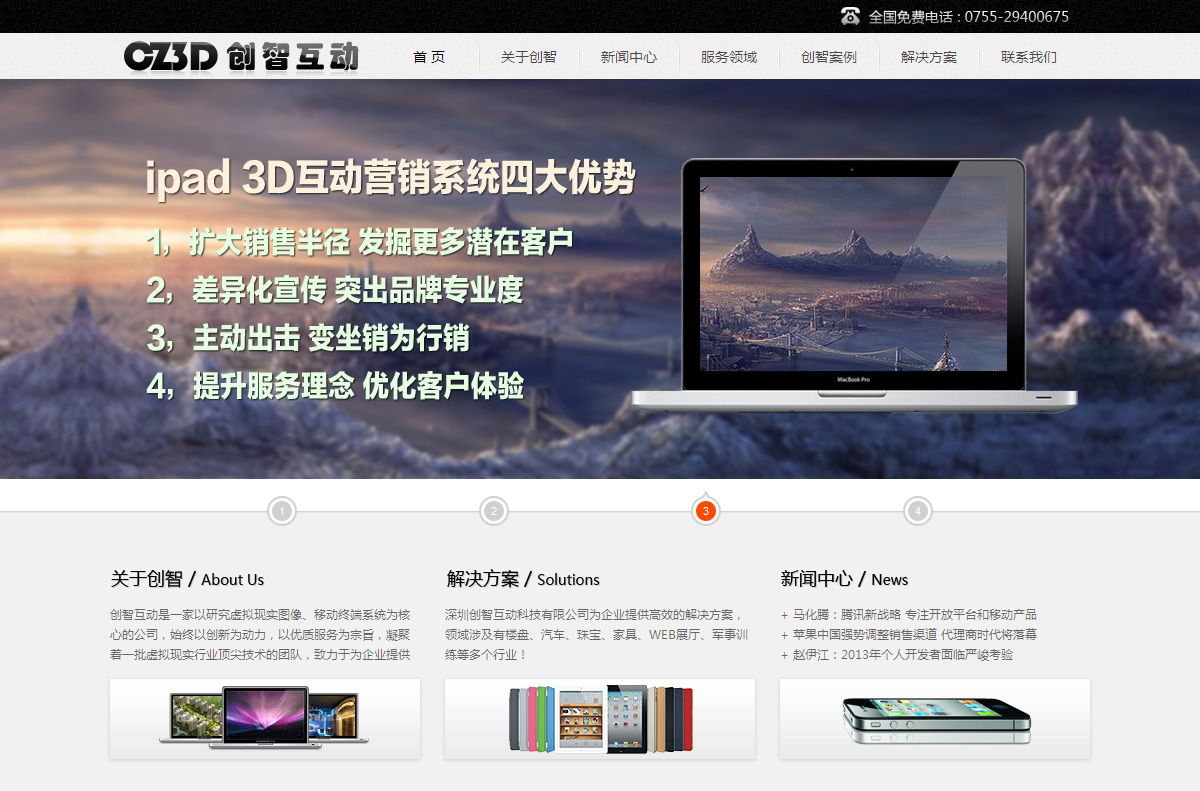 全国免费电话 : 0755-29400675
CZ3D 创智互动
首 页
关于创智
新闻中心
服务领域
创智案例
解决方案
联系我们
ipad 3D互动营销系统四大优势
1，扩大销售半径 发掘更多潜在客户
2，差异化宣传 突出品牌专业度
3，主动出击 变坐销为行销
4，提升服务理念 优化客户体验
MacBook Pro
1
2
3
4
关于创智 / About Us
创智互动是一家以研究虚拟现实图像、移动终端系统为核
心的公司，始终以创新为动力，以优质服务为宗旨，凝聚
着一批虚拟现实行业顶尖技术的团队，致力于为企业提供
解决方案 / Solutions
深圳创智互动科技有限公司为企业提供高效的解决方案，
领域涉及有楼盘、汽车、珠宝、家具、WEB展厅、军事训
练等多个行业！
新闻中心 / News
+ 马化腾：腾讯新战略 专注开放平台和移动产品
+ 苹果中国强势调整销售渠道 代理商时代将落幕
+ 赵伊江：2013年个人开发者面临严峻考验